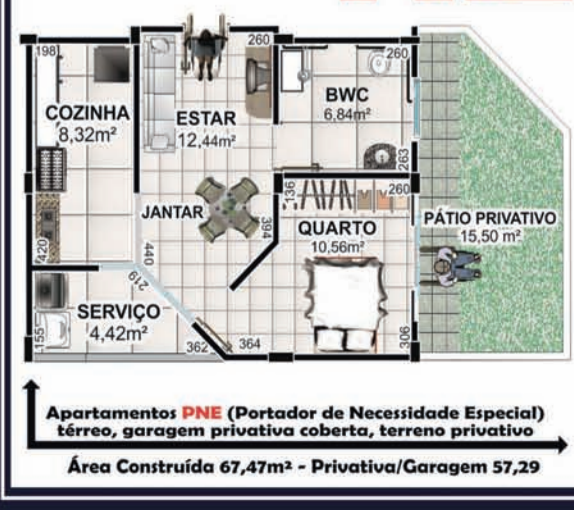 198
260
260
COZINHA
8,32m²
ESTAR
12,44m²
BWC
6,84m²
263
136
260
JANTAR
394
QUARTO
10,56m²
PÁTIO PRIVATIVO
15,50 m²
420
440
219
SERVIÇO
4,42m²
155
362
364
306
Apartamentos PNE (Portador de Necessidade Especial)
térreo, garagem privativa coberta, terreno privativo
Área Construída 67,47m² - Privativa/Garagem 57,29